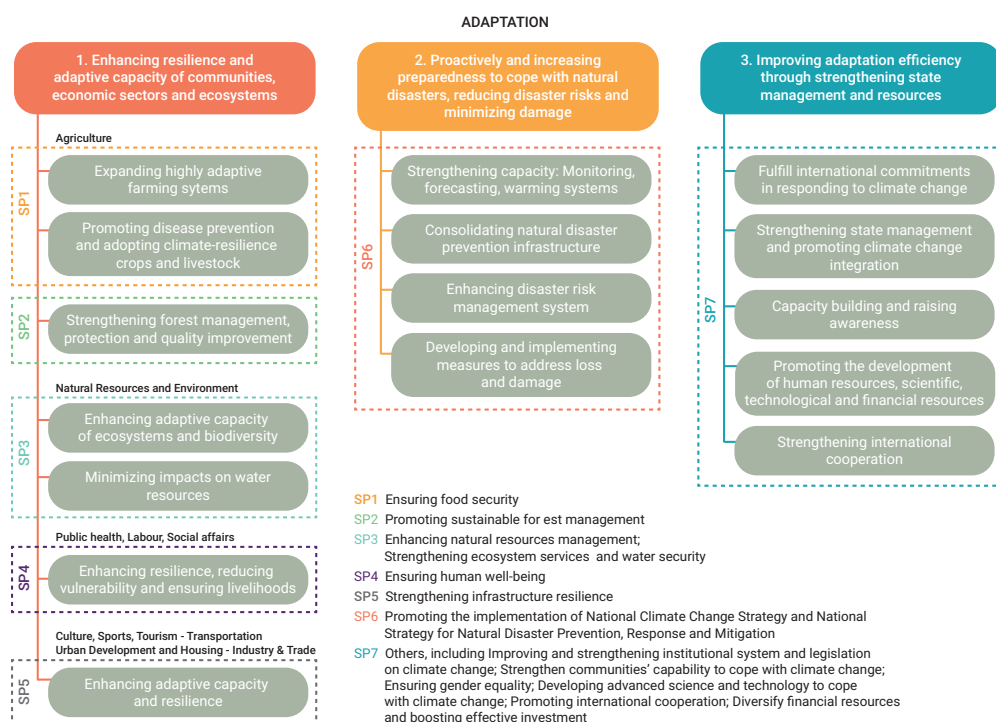 ADAPTATION
1. Enhancing resilience and
adaptive capacity of communities,
economic sectors and ecosystems
Agriculture
SP1
Expanding highly adaptive
farming sytems
Promoting disease prevention
and adopting climate-resilience
crops and livestock
SP2
Strengthening forest management,
protection and quality improvement
Natural Resources and Environment
SP3
Enhancing adaptive capacity
of ecosystems and biodiversity
Minimizing impacts on water
resources
Public health, Labour, Social affairs
SP4
Enhancing resilience, reducing
vulnerability and ensuring livelihoods
Culture, Sports, Tourism - Transportation
Urban Development and Housing - Industry & Trade
SP5
Enhancing adaptive capacity
and resilience
2. Proactively and increasing
preparedness to cope with natural
disasters, reducing disaster risks and
minimizing damage
SP6
Strengthening capacity: Monitoring,
forecasting, warming systems
Consolidating natural disaster
prevention infrastructure
Enhancing disaster risk
management system
Developing and implementing
measures to address loss
and damage
3. Improving adaptation efficiency
through strengthening state
management and resources
SP7
Fulfill international commitments
in responding to climate change
Strengthening state management
and promoting climate change
integration
Capacity building and raising
awareness
Promoting the development
of human resources, scientific,
technological and financial resources
Strengthening international
cooperation
SP1 Ensuring food security
SP2 Promoting sustainable for est management
SP3 Enhancing natural resources management;
Strengthening ecosystem services and water security
SP4 Ensuring human well-being
SP5 Strengthening infrastructure resilience
SP6 Promoting the implementation of National Climate Change Strategy and National
Strategy for Natural Disaster Prevention, Response and Mitigation
SP7 Others, including Improving and strengthening institutional system and legislation
on climate change; Strengthen communities' capability to cope with climate change;
Ensuring gender equality; Developing advanced science and technology to cope
with climate change; Promoting international cooperation; Diversify financial resources
and boosting effective investment